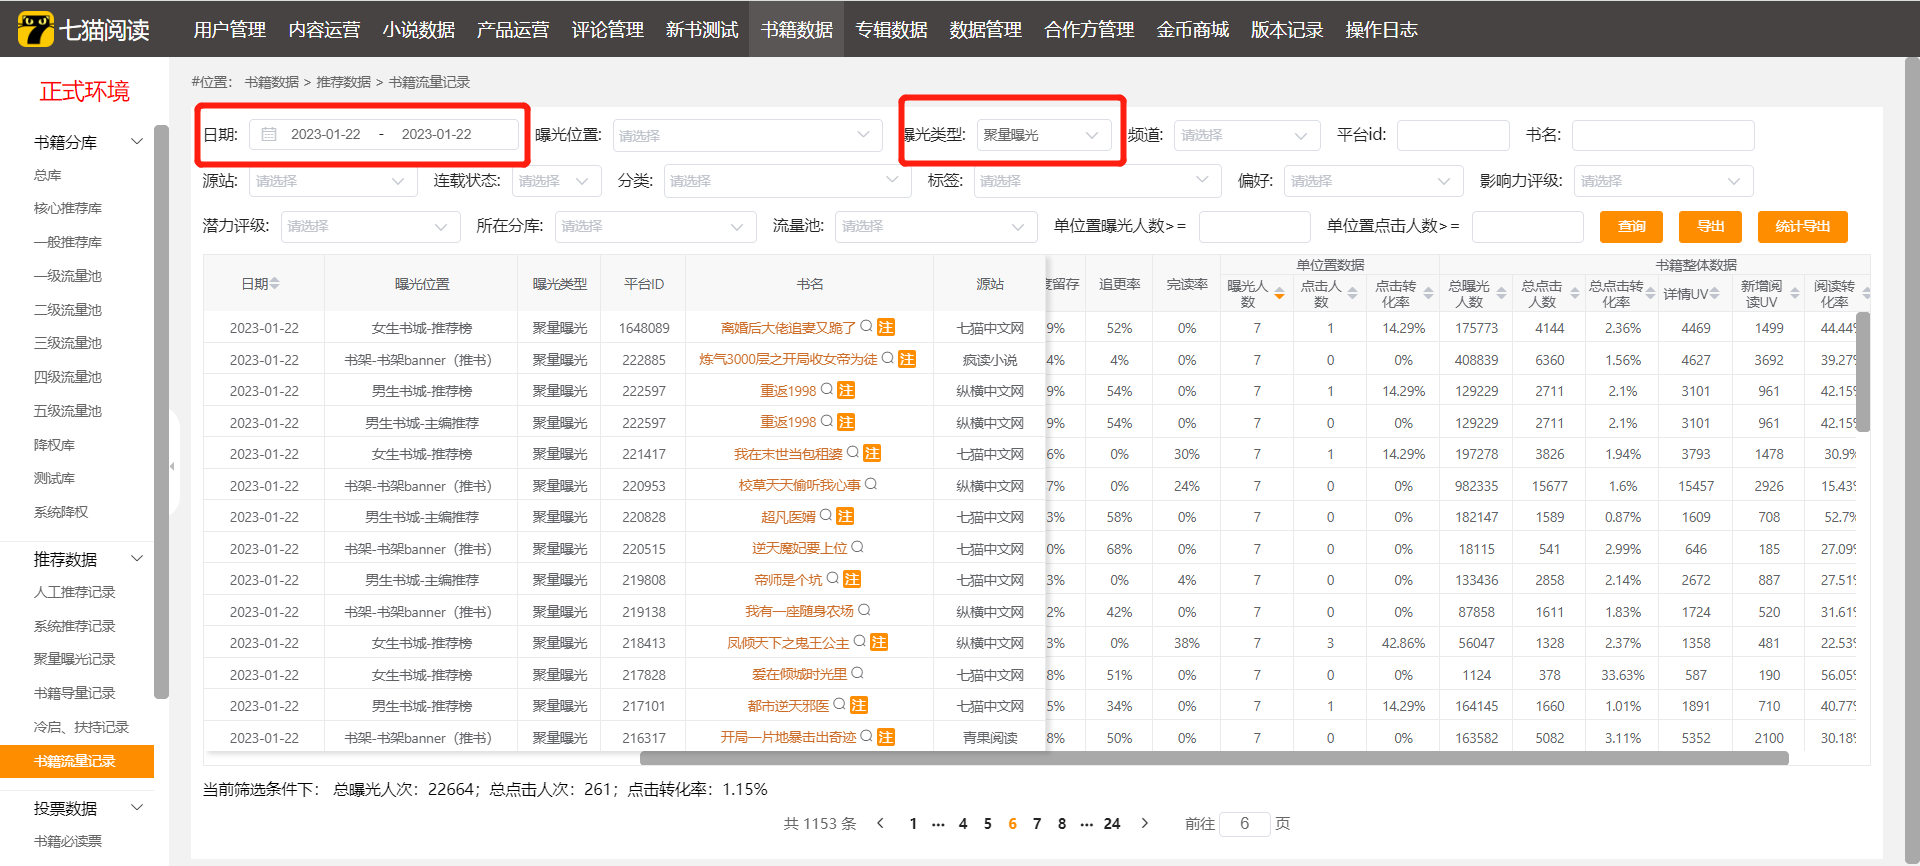 七猫阅读 用户管理 内容运营 小说数据 产品运营 评论管理 新书测试 书籍数据 专辑数据 数据管理 合作方管理 金币商城 版本记录 操作日志
正式环境
书籍分库
总库
核心推荐库
一般推荐库
一级流量池
二级流量池
三级流量池
四级流量池
五级流量池
降权库
测试库
系统降权
推荐数据
人工推荐记录
系统推荐记录
聚量曝光记录
书籍导量记录
冷启、扶持记录
书籍流量记录
投票数据
书籍必读票
#位置: 书籍数据 > 推荐数据 > 书籍流量记录
日期: 2023-01-22 - 2023-01-22 曝光位置: 请选择 曝光类型: 聚量曝光 频道: 请选择 平台id: 书名:
源站: 请选择 连载状态: 请选择 分类: 请选择 标签: 请选择 偏好: 请选择 影响力评级: 请选择
潜力评级: 请选择 所在分库: 请选择 流量池: 请选择 单位置曝光人数>= 单位置点击人数>= 查询 导出 统计导出
单位置数据 书籍整体数据
日期 曝光位置 曝光类型 平台ID 书名 源站 度留存 追更率 完读率 曝光人数 点击人数 点击转化率 总曝光人数 总点击人数 总点击转化率 详情UV 新增阅读UV 阅读转化率
2023-01-22 女生书城-推荐榜 聚量曝光 1648089 离婚后大佬追妻又跪了 注 七猫中文网 9% 52% 0% 7 1 14.29% 175773 4144 2.36% 4469 1499 44.44%
2023-01-22 书架-书架banner（推书） 聚量曝光 222885 炼气3000层之开局收女帝为徒 注 疯读小说 4% 4% 0% 7 0 0% 408839 6360 1.56% 4627 3692 39.27%
2023-01-22 男生书城-推荐榜 聚量曝光 222597 重返1998 注 纵横中文网 9% 54% 0% 7 1 14.29% 129229 2711 2.1% 3101 961 42.15%
2023-01-22 男生书城-主编推荐 聚量曝光 222597 重返1998 注 纵横中文网 9% 54% 0% 7 0 0% 129229 2711 2.1% 3101 961 42.15%
2023-01-22 女生书城-推荐榜 聚量曝光 221417 我在末世当包租婆 注 七猫中文网 6% 0% 30% 7 1 14.29% 197278 3826 1.94% 3793 1478 30.9%
2023-01-22 书架-书架banner（推书） 聚量曝光 220953 校草天天偷听我心事 纵横中文网 7% 0% 24% 7 0 0% 982335 15677 1.6% 15457 2926 15.43%
2023-01-22 男生书城-主编推荐 聚量曝光 220828 超凡医婿 注 七猫中文网 3% 58% 0% 7 0 0% 182147 1589 0.87% 1609 708 52.7%
2023-01-22 书架-书架banner（推书） 聚量曝光 220515 逆天魔妃要上位 七猫中文网 0% 68% 0% 7 0 0% 18115 541 2.99% 646 185 27.09%
2023-01-22 男生书城-主编推荐 聚量曝光 219808 帝师是个坑 注 七猫中文网 3% 0% 4% 7 0 0% 133436 2858 2.14% 2672 887 27.51%
2023-01-22 书架-书架banner（推书） 聚量曝光 219138 我有一座随身农场 纵横中文网 2% 42% 0% 7 0 0% 87858 1611 1.83% 1724 520 31.61%
2023-01-22 女生书城-推荐榜 聚量曝光 218413 凤倾天下之鬼王公主 注 纵横中文网 3% 0% 38% 7 3 42.86% 56047 1328 2.37% 1358 481 22.53%
2023-01-22 女生书城-推荐榜 聚量曝光 217828 爱在倾城时光里 七猫中文网 8% 51% 0% 7 0 0% 1124 378 33.63% 587 190 56.05%
2023-01-22 男生书城-推荐榜 聚量曝光 217101 都市逆天邪医 注 七猫中文网 5% 34% 0% 7 1 14.29% 164145 1660 1.01% 1891 710 40.77%
2023-01-22 书架-书架banner（推书） 聚量曝光 216317 开局一片地暴击出奇迹 注 青果阅读 8% 50% 0% 7 0 0% 163582 5082 3.11% 5352 2100 30.18%
当前筛选条件下： 总曝光人次：22664；总点击人次：261；点击转化率：1.15%
共 1153 条 < 1 ··· 4 5 6 7 8 ··· 24 > 前往 6 页